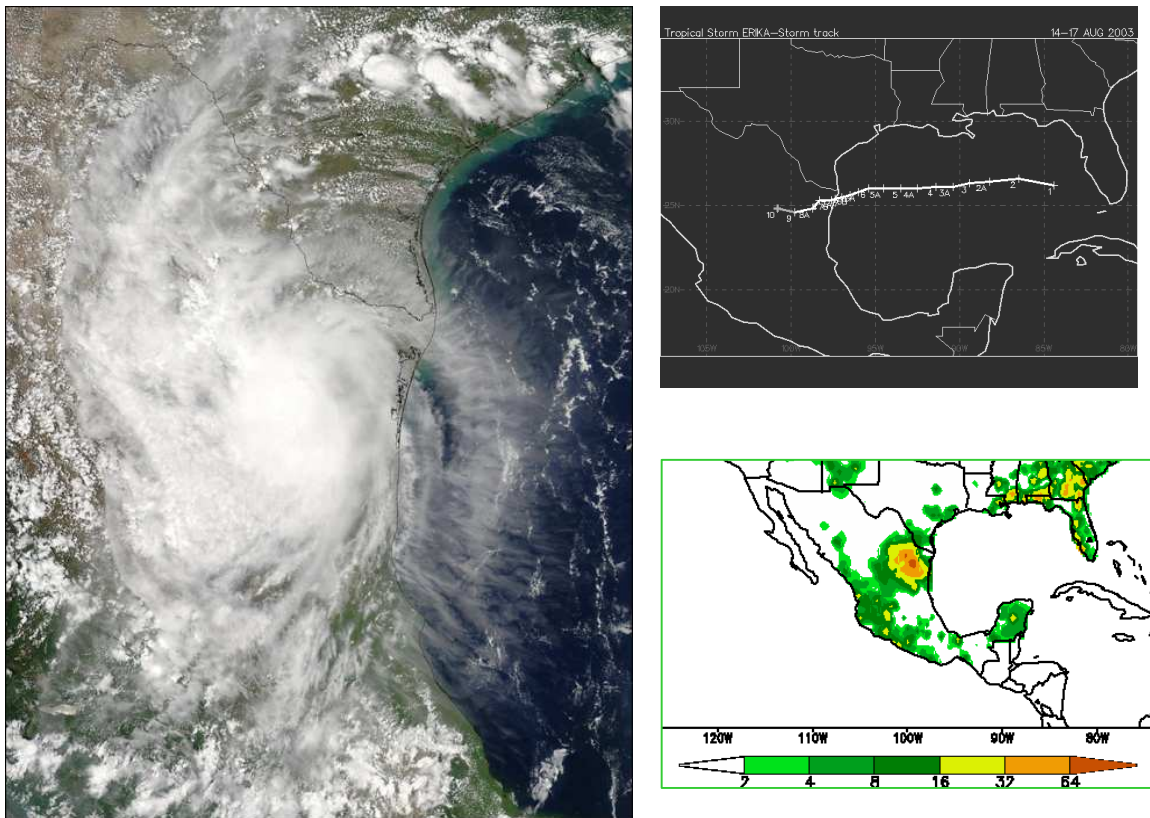 Tropical Storm ERIKA—Storm track 14—17 AUG 2003
30N
25N
10 9 8A 6 5A 5 4A 4 3A 3 2A 2 1
20N
105W 100W 95W 90W 85W 80W
120W 110W 100W 90W 80W
2 4 8 16 32 64